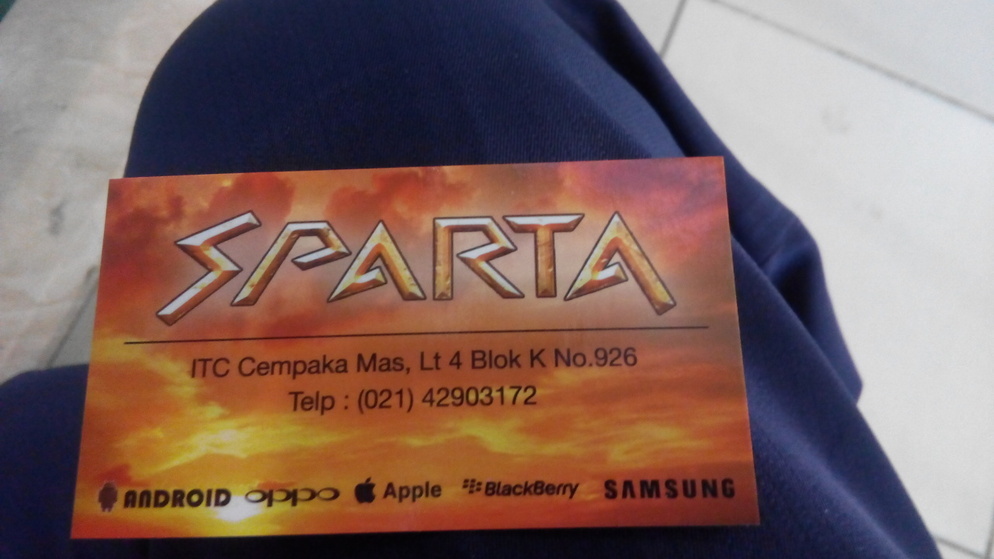 SPARTA
ITC Cempaka Mas, Lt 4 Blok K No.926
Telp : (021) 42903172
ANDROID oppo Apple BlackBerry SAMSUNG